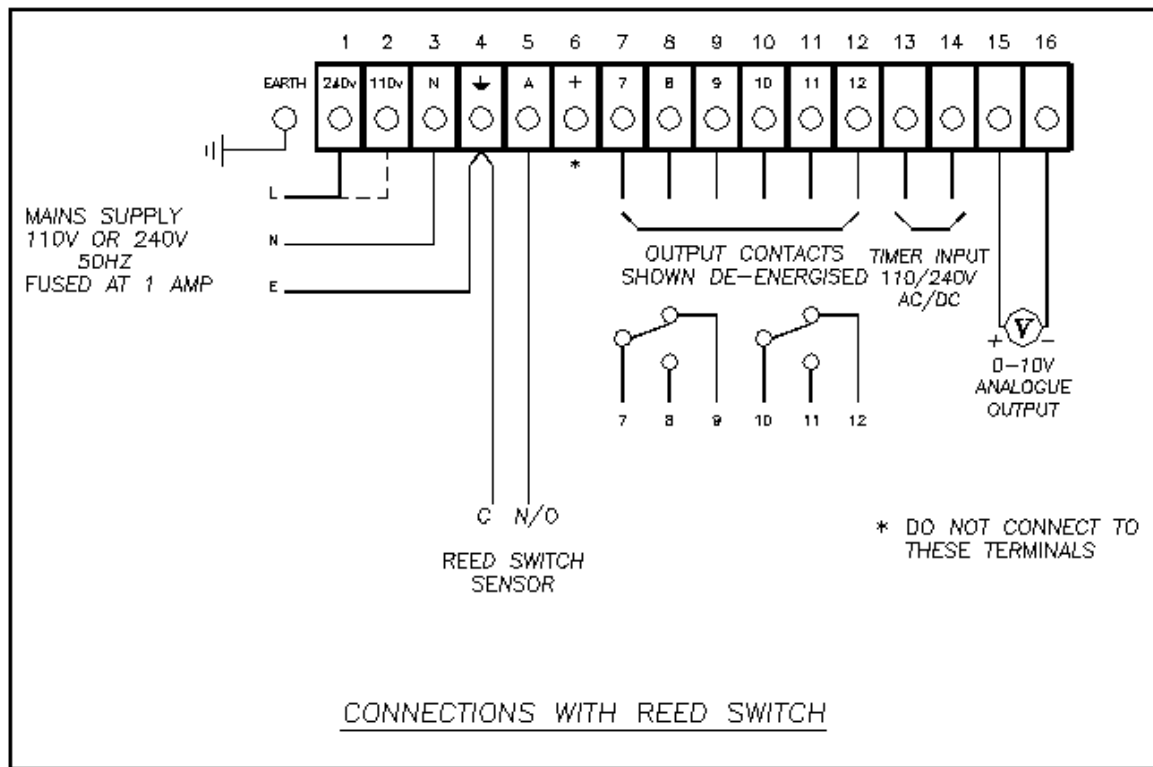 1 2 3 4 5 6 7 8 9 10 11 12 13 14 15 16
EARTH 240v 110v N A + 7 8 9 10 11 12
*
L
MAINS SUPPLY
110V OR 240V
50HZ
FUSED AT 1 AMP
N
E
OUTPUT CONTACTS
SHOWN DE-ENERGISED
TIMER INPUT
110/240V
AC/DC
+ V -
0-10V
ANALOGUE
OUTPUT
7 8 9 10 11 12
C N/O
REED SWITCH
SENSOR
* DO NOT CONNECT TO
THESE TERMINALS
CONNECTIONS WITH REED SWITCH